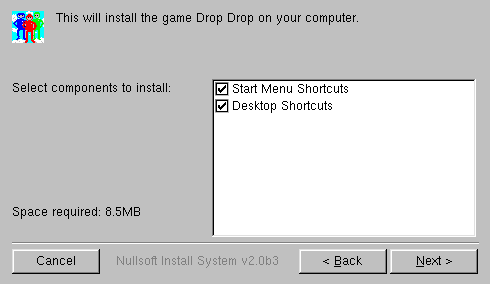 This will install the game Drop Drop on your computer.
Select components to install:
Start Menu Shortcuts
Desktop Shortcuts
Space required: 8.5MB
Cancel
Nullsoft Install System v2.0b3
< Back
Next >